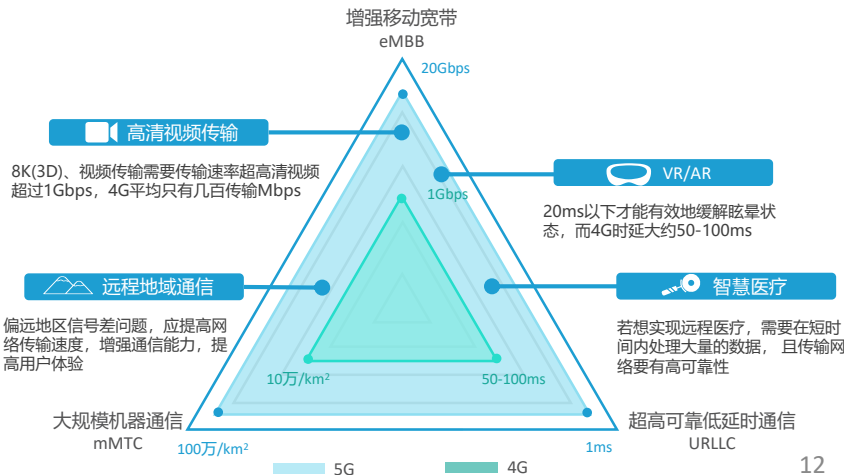 增强移动宽带
eMBB
20Gbps
高清视频传输
8K(3D)、视频传输需要传输速率超高清视频
超过1Gbps，4G平均只有几百传输Mbps
1Gbps
VR/AR
20ms以下才能有效地缓解眩晕状
态，而4G时延大约50-100ms
远程地域通信
偏远地区信号差问题，应提高网
络传输速度，增强通信能力，提
高用户体验
智慧医疗
若想实现远程医疗，需要在短时
间内处理大量的数据， 且传输网
络要有高可靠性
10万/km²
50-100ms
大规模机器通信
mMTC
100万/km²
超高可靠低延时通信
URLLC
1ms
5G
4G
12